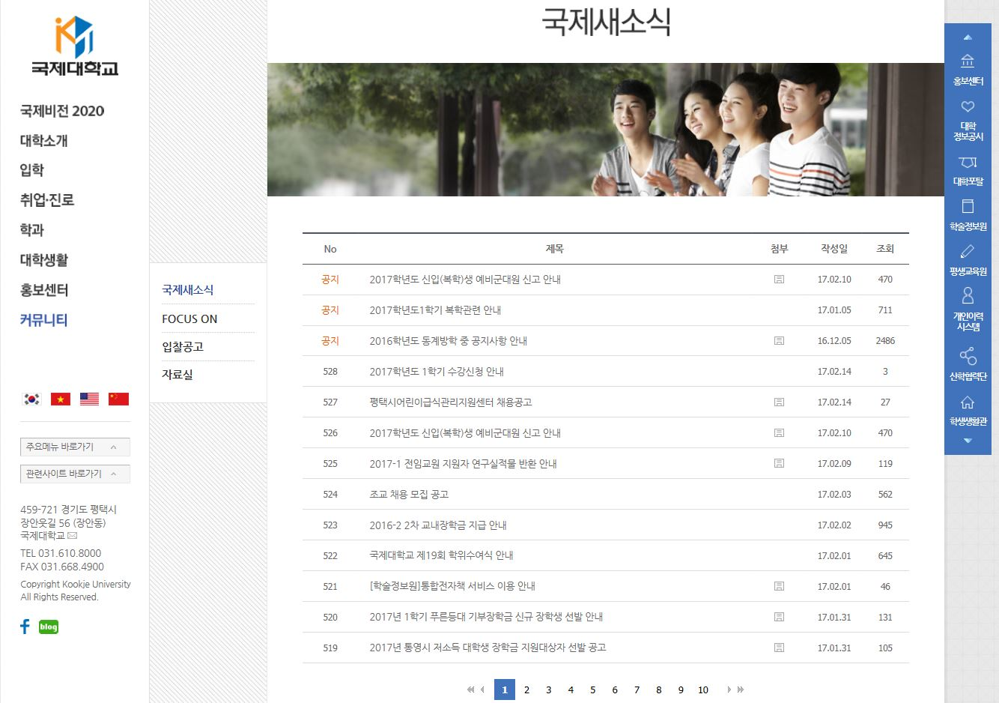 국제대학교
국제비전 2020
대학소개
입학
취업·진로
학과
대학생활
홍보센터
커뮤니티
주요메뉴 바로가기
관련사이트 바로가기
459-721 경기도 평택시
장안웃길 56 (장안동)
국제대학교
TEL 031.610.8000
FAX 031.668.4900
Copyright Kookje University
All Rights Reserved.
blog
국제새소식
FOCUS ON
입찰공고
자료실
국제새소식
No 제목 첨부 작성일 조회
공지 2017학년도 신입(복학)생 예비군대원 신고 안내 17.02.10 470
공지 2017학년도1학기 복학관련 안내 17.01.05 711
공지 2016학년도 동계방학 중 공지사항 안내 16.12.05 2486
528 2017학년도 1학기 수강신청 안내 17.02.14 3
527 평택시어린이급식관리지원센터 채용공고 17.02.14 27
526 2017학년도 신입(복학)생 예비군대원 신고 안내 17.02.10 470
525 2017-1 전임교원 지원자 연구실적물 반환 안내 17.02.09 119
524 조교 채용 모집 공고 17.02.03 562
523 2016-2 2차 교내장학금 지급 안내 17.02.02 945
522 국제대학교 제19회 학위수여식 안내 17.02.01 645
521 [학술정보원]통합전자책 서비스 이용 안내 17.02.01 46
520 2017년 1학기 푸른등대 기부장학금 신규 장학생 선발 안내 17.01.31 131
519 2017년 통영시 저소득 대학생 장학금 지원대상자 선발 공고 17.01.31 105
1 2 3 4 5 6 7 8 9 10
홍보센터
대학
정보공시
대학포탈
학술정보원
평생교육원
개인이력
시스템
산학협력단
학생생활관